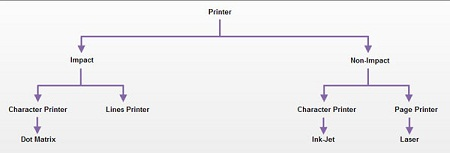 Printer
Impact
Non-Impact
Character Printer
Lines Printer
Character Printer
Page Printer
Dot Matrix
Ink-Jet
Laser